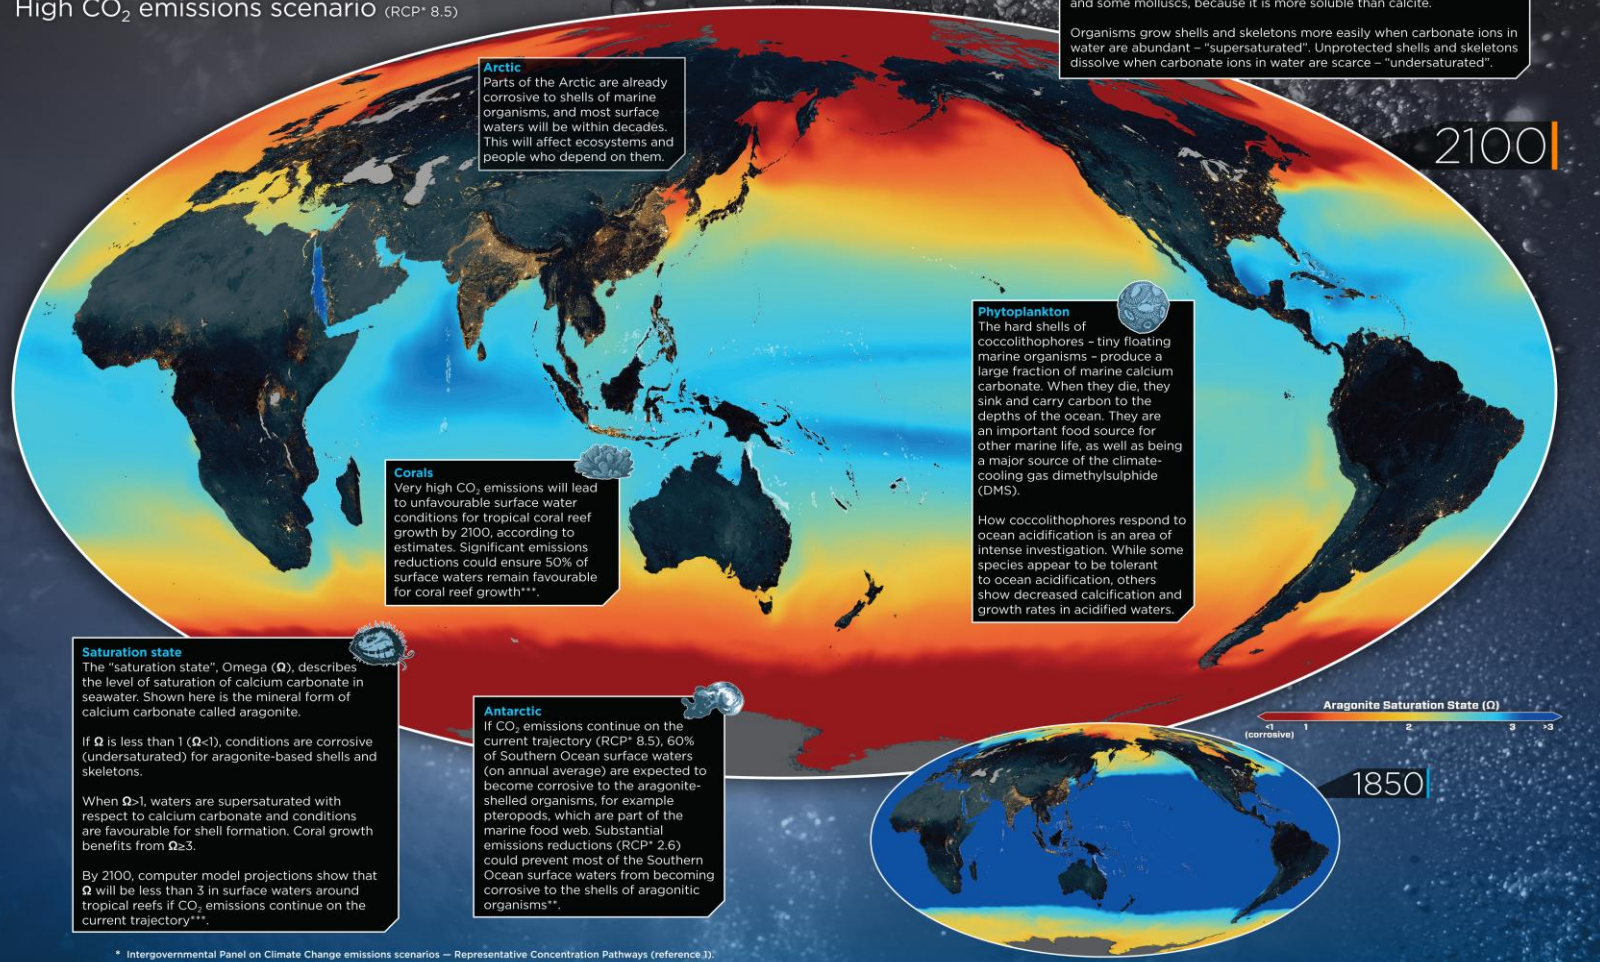 High CO₂ emissions scenario (RCP* 8.5)
and some molluscs, because it is more soluble than calcite.
Organisms grow shells and skeletons more easily when carbonate ions in
water are abundant – “supersaturated”. Unprotected shells and skeletons
dissolve when carbonate ions in water are scarce – “undersaturated”.
Arctic
Parts of the Arctic are already
corrosive to shells of marine
organisms, and most surface
waters will be within decades.
This will affect ecosystems and
people who depend on them.
2100
Phytoplankton
The hard shells of
coccolithophores – tiny floating
marine organisms – produce a
large fraction of marine calcium
carbonate. When they die, they
sink and carry carbon to the
depths of the ocean. They are
an important food source for
other marine life, as well as being
a major source of the climate-
cooling gas dimethylsulphide
(DMS).
How coccolithophores respond to
ocean acidification is an area of
intense investigation. While some
species appear to be tolerant
to ocean acidification, others
show decreased calcification and
growth rates in acidified waters.
Corals
Very high CO₂ emissions will lead
to unfavourable surface water
conditions for tropical coral reef
growth by 2100, according to
estimates. Significant emissions
reductions could ensure 50% of
surface waters remain favourable
for coral reef growth***.
Saturation state
The “saturation state”, Omega (Ω), describes
the level of saturation of calcium carbonate in
seawater. Shown here is the mineral form of
calcium carbonate called aragonite.
If Ω is less than 1 (Ω<1), conditions are corrosive
(undersaturated) for aragonite-based shells and
skeletons.
When Ω>1, waters are supersaturated with
respect to calcium carbonate and conditions
are favourable for shell formation. Coral growth
benefits from Ω≥3.
By 2100, computer model projections show that
Ω will be less than 3 in surface waters around
tropical reefs if CO₂ emissions continue on the
current trajectory***.
Antarctic
If CO₂ emissions continue on the
current trajectory (RCP* 8.5), 60%
of Southern Ocean surface waters
(on annual average) are expected to
become corrosive to the aragonite-
shelled organisms, for example
pteropods, which are part of the
marine food web. Substantial
emissions reductions (RCP* 2.6)
could prevent most of the Southern
Ocean surface waters from becoming
corrosive to the shells of aragonitic
organisms**.
Aragonite Saturation State (Ω)
<1 1 2 3 >3
(corrosive)
1850
* Intergovernmental Panel on Climate Change emissions scenarios — Representative Concentration Pathways (reference 1).